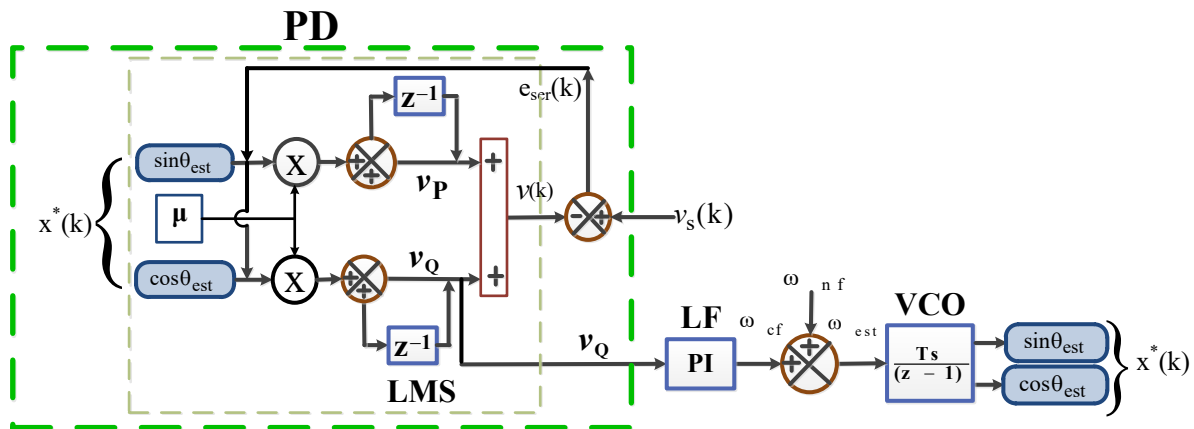 PD
z⁻¹
e_ser(k)
sinθ_est
X
+
+
v_P
+
μ
x*(k)
v(k)
-
+
v_s(k)
cosθ_est
X
+
+
v_Q
+
z⁻¹
LMS
v_Q
LF
PI
ω_cf
ω_nf
+
+
ω_est
VCO
Ts
(z - 1)
sinθ_est
cosθ_est
x*(k)